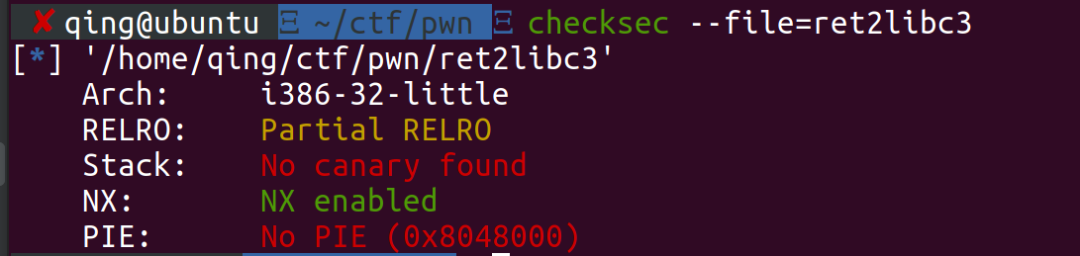 ✘ qing@ubuntu Ξ ~/ctf/pwn Ξ checksec --file=ret2libc3
[*] '/home/qing/ctf/pwn/ret2libc3'
Arch: i386-32-little
RELRO: Partial RELRO
Stack: No canary found
NX: NX enabled
PIE: No PIE (0x8048000)